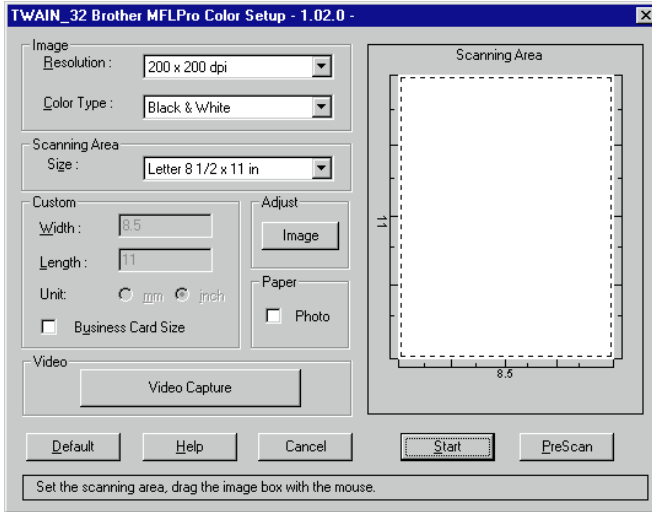 TWAIN_32 Brother MFLPro Color Setup - 1.02.0 -
Image
Resolution :
200 x 200 dpi
Color Type :
Black & White
Scanning Area
Size :
Letter 8 1/2 x 11 in
Custom
Width :
8.5
Length :
11
Unit:
mm
inch
Business Card Size
Adjust
Image
Paper
Photo
Video
Video Capture
Scanning Area
11
8.5
Default
Help
Cancel
Start
PreScan
Set the scanning area, drag the image box with the mouse.